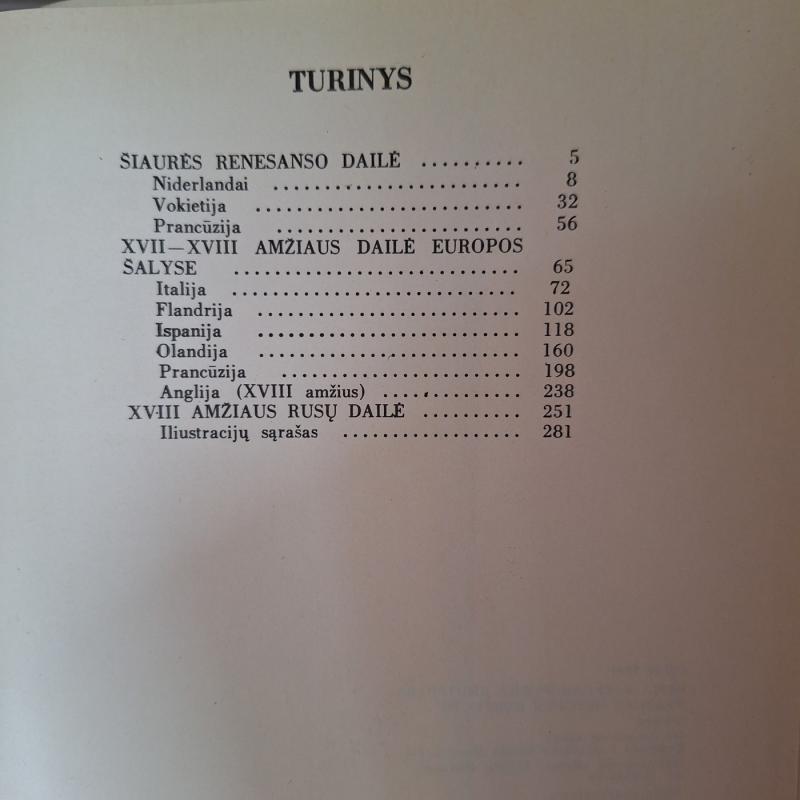 TURINYS
ŠIAURĖS RENESANSO DAILĖ .......... 5
Niderlandai ........................ 8
Vokietija .......................... 32
Prancūzija ........................ 56
XVII—XVIII AMŽIAUS DAILĖ EUROPOS
ŠALYSE ............................ 65
Italija ............................ 72
Flandrija .......................... 102
Ispanija .......................... 118
Olandija .......................... 160
Prancūzija ........................ 198
Anglija (XVIII amžius) .............. 238
XVIII AMŽIAUS RUSŲ DAILĖ .......... 251
Iliustracijų sąrašas .................. 281